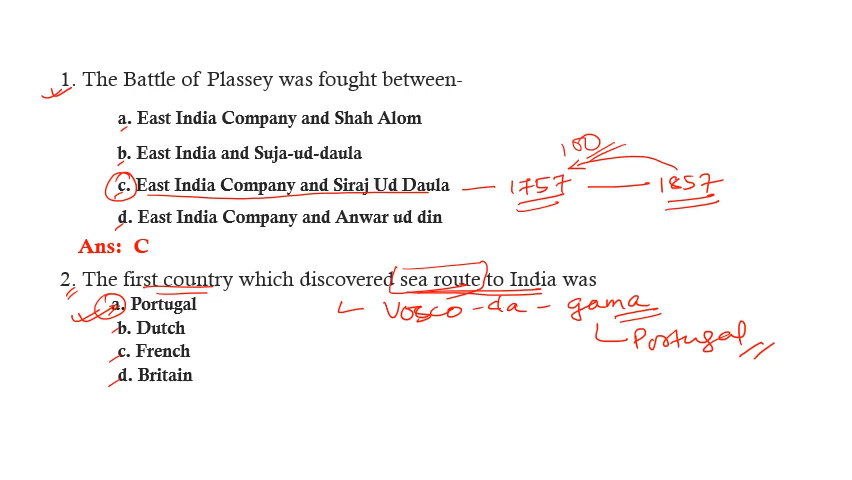 1. The Battle of Plassey was fought between-
a. East India Company and Shah Alom
b. East India and Suja-ud-daula
100
c. East India Company and Siraj Ud Daula — 1757 — 1857
d. East India Company and Anwar ud din
Ans: C
2. The first country which discovered sea route to India was
a. Portugal
Vosco-da-gama
b. Dutch
Portugal
c. French
d. Britain